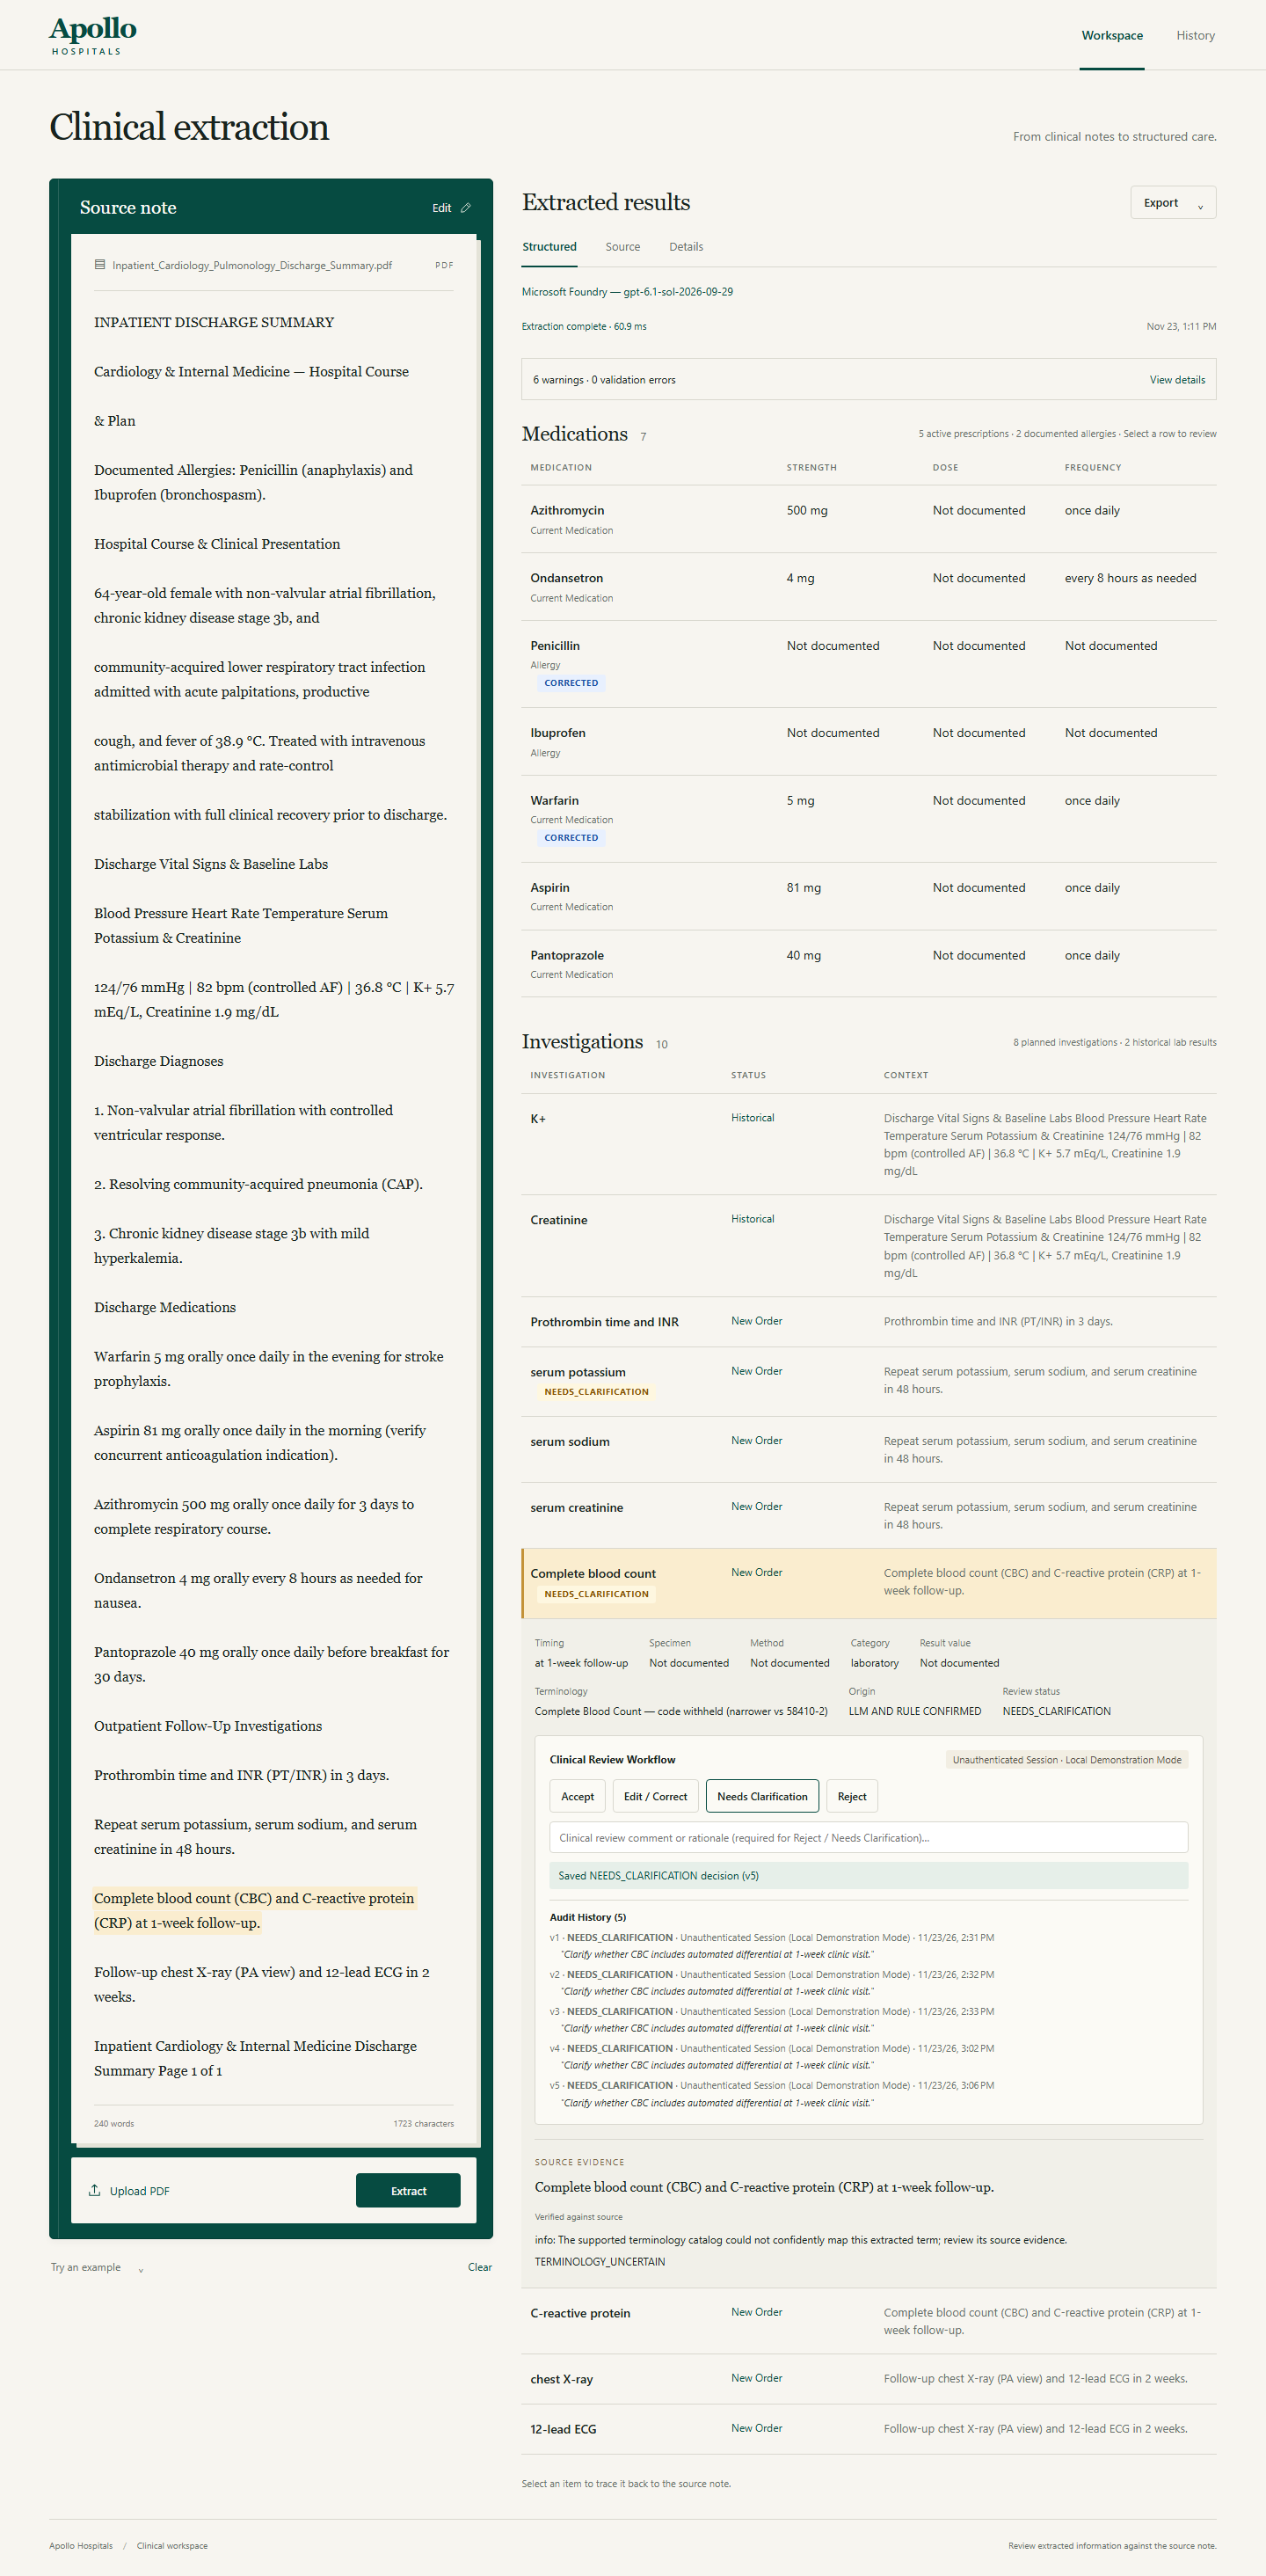 Apollo
HOSPITALS
Workspace
History
Clinical extraction
From clinical notes to structured care.
Source note
Edit
Inpatient_Cardiology_Pulmonology_Discharge_Summary.pdf
PDF
INPATIENT DISCHARGE SUMMARY
Cardiology & Internal Medicine — Hospital Course
& Plan
Documented Allergies: Penicillin (anaphylaxis) and
Ibuprofen (bronchospasm).
Hospital Course & Clinical Presentation
64-year-old female with non-valvular atrial fibrillation,
chronic kidney disease stage 3b, and
community-acquired lower respiratory tract infection
admitted with acute palpitations, productive
cough, and fever of 38.9 °C. Treated with intravenous
antimicrobial therapy and rate-control
stabilization with full clinical recovery prior to discharge.
Discharge Vital Signs & Baseline Labs
Blood Pressure Heart Rate Temperature Serum
Potassium & Creatinine
124/76 mmHg | 82 bpm (controlled AF) | 36.8 °C | K+ 5.7
mEq/L, Creatinine 1.9 mg/dL
Discharge Diagnoses
1. Non-valvular atrial fibrillation with controlled
ventricular response.
2. Resolving community-acquired pneumonia (CAP).
3. Chronic kidney disease stage 3b with mild
hyperkalemia.
Discharge Medications
Warfarin 5 mg orally once daily in the evening for stroke
prophylaxis.
Aspirin 81 mg orally once daily in the morning (verify
concurrent anticoagulation indication).
Azithromycin 500 mg orally once daily for 3 days to
complete respiratory course.
Ondansetron 4 mg orally every 8 hours as needed for
nausea.
Pantoprazole 40 mg orally once daily before breakfast for
30 days.
Outpatient Follow-Up Investigations
Prothrombin time and INR (PT/INR) in 3 days.
Repeat serum potassium, serum sodium, and serum
creatinine in 48 hours.
Complete blood count (CBC) and C-reactive protein
(CRP) at 1-week follow-up.
Follow-up chest X-ray (PA view) and 12-lead ECG in 2
weeks.
Inpatient Cardiology & Internal Medicine Discharge
Summary Page 1 of 1
240 words
1723 characters
Upload PDF
Extract
Try an example
Clear
Extracted results
Export
Structured
Source
Details
Microsoft Foundry — gpt-6.1-sol-2026-09-29
Extraction complete · 60.9 ms
Nov 23, 1:11 PM
6 warnings · 0 validation errors
View details
Medications 7
5 active prescriptions · 2 documented allergies · Select a row to review
MEDICATION STRENGTH DOSE FREQUENCY
Azithromycin 500 mg Not documented once daily
Current Medication
Ondansetron 4 mg Not documented every 8 hours as needed
Current Medication
Penicillin Not documented Not documented Not documented
Allergy
CORRECTED
Ibuprofen Not documented Not documented Not documented
Allergy
Warfarin 5 mg Not documented once daily
Current Medication
CORRECTED
Aspirin 81 mg Not documented once daily
Current Medication
Pantoprazole 40 mg Not documented once daily
Current Medication
Investigations 10
8 planned investigations · 2 historical lab results
INVESTIGATION STATUS CONTEXT
K+ Historical Discharge Vital Signs & Baseline Labs Blood Pressure Heart Rate
Temperature Serum Potassium & Creatinine 124/76 mmHg | 82
bpm (controlled AF) | 36.8 °C | K+ 5.7 mEq/L, Creatinine 1.9
mg/dL
Creatinine Historical Discharge Vital Signs & Baseline Labs Blood Pressure Heart Rate
Temperature Serum Potassium & Creatinine 124/76 mmHg | 82
bpm (controlled AF) | 36.8 °C | K+ 5.7 mEq/L, Creatinine 1.9
mg/dL
Prothrombin time and INR New Order Prothrombin time and INR (PT/INR) in 3 days.
serum potassium New Order Repeat serum potassium, serum sodium, and serum creatinine
NEEDS_CLARIFICATION in 48 hours.
serum sodium New Order Repeat serum potassium, serum sodium, and serum creatinine
in 48 hours.
serum creatinine New Order Repeat serum potassium, serum sodium, and serum creatinine
in 48 hours.
Complete blood count New Order Complete blood count (CBC) and C-reactive protein (CRP) at 1-
NEEDS_CLARIFICATION week follow-up.
Timing Specimen Method Category Result value
at 1-week follow-up Not documented Not documented laboratory Not documented
Terminology Origin Review status
Complete Blood Count — code withheld (narrower vs 58410-2) LLM AND RULE CONFIRMED NEEDS_CLARIFICATION
Clinical Review Workflow
Unauthenticated Session · Local Demonstration Mode
Accept
Edit / Correct
Needs Clarification
Reject
Clinical review comment or rationale (required for Reject / Needs Clarification)...
Saved NEEDS_CLARIFICATION decision (v5)
Audit History (5)
v1 · NEEDS_CLARIFICATION · Unauthenticated Session (Local Demonstration Mode) · 11/23/26, 2:31 PM
"Clarify whether CBC includes automated differential at 1-week clinic visit."
v2 · NEEDS_CLARIFICATION · Unauthenticated Session (Local Demonstration Mode) · 11/23/26, 2:32 PM
"Clarify whether CBC includes automated differential at 1-week clinic visit."
v3 · NEEDS_CLARIFICATION · Unauthenticated Session (Local Demonstration Mode) · 11/23/26, 2:33 PM
"Clarify whether CBC includes automated differential at 1-week clinic visit."
v4 · NEEDS_CLARIFICATION · Unauthenticated Session (Local Demonstration Mode) · 11/23/26, 3:02 PM
"Clarify whether CBC includes automated differential at 1-week clinic visit."
v5 · NEEDS_CLARIFICATION · Unauthenticated Session (Local Demonstration Mode) · 11/23/26, 3:06 PM
"Clarify whether CBC includes automated differential at 1-week clinic visit."
SOURCE EVIDENCE
Complete blood count (CBC) and C-reactive protein (CRP) at 1-week follow-up.
Verified against source
info: The supported terminology catalog could not confidently map this extracted term; review its source evidence.
TERMINOLOGY_UNCERTAIN
C-reactive protein New Order Complete blood count (CBC) and C-reactive protein (CRP) at 1-
week follow-up.
chest X-ray New Order Follow-up chest X-ray (PA view) and 12-lead ECG in 2 weeks.
12-lead ECG New Order Follow-up chest X-ray (PA view) and 12-lead ECG in 2 weeks.
Select an item to trace it back to the source note.
Apollo Hospitals / Clinical workspace
Review extracted information against the source note.